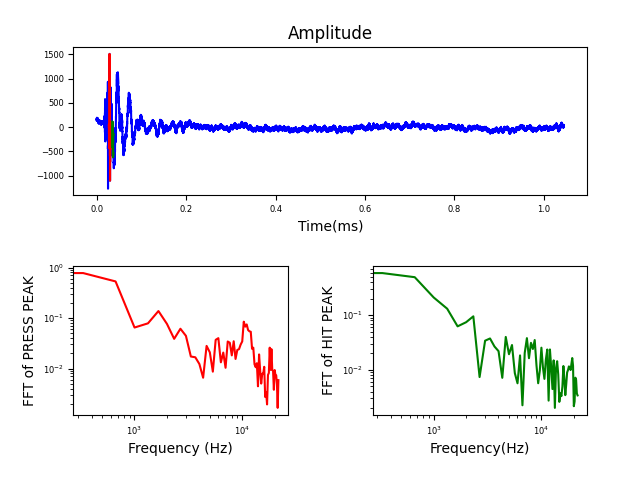 Amplitude
1500
1000
500
0
−500
−1000
0.0 0.2 0.4 0.6 0.8 1.0
Time(ms)
FFT of PRESS PEAK
10⁰
10⁻¹
10⁻²
10³ 10⁴
Frequency (Hz)
FFT of HIT PEAK
10⁻¹
10⁻²
10³ 10⁴
Frequency(Hz)